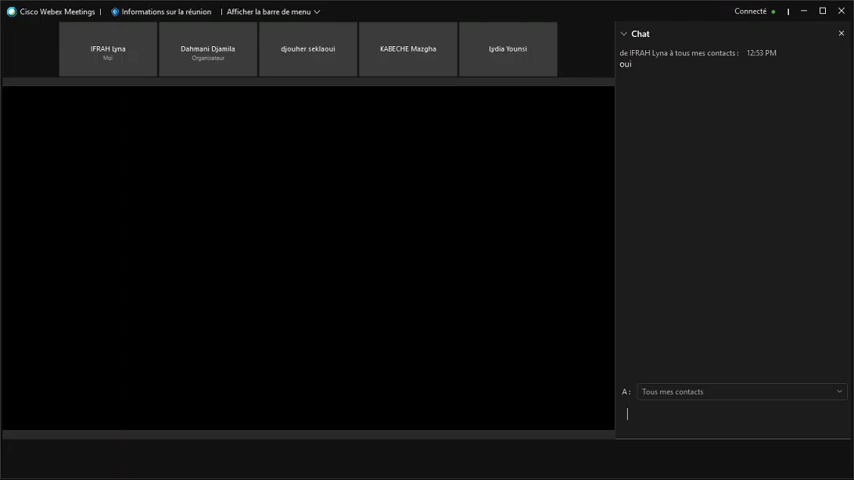 Cisco Webex Meetings | Informations sur la réunion | Afficher la barre de menu
Connecté
IFRAH Lyna
Moi
Dahmani Djamila
Organisateur
djouher seklaoui
KABECHE Mazgha
Lydia Younsi
Chat
de IFRAH Lyna à tous mes contacts : 12:53 PM
oui
A : Tous mes contacts